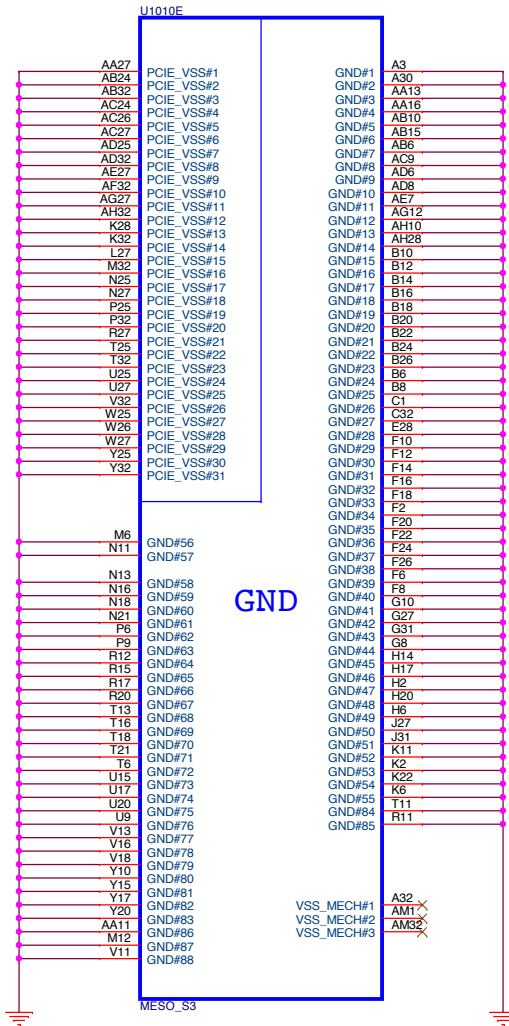 U1010E
AA27 PCIE_VSS#1
AB24 PCIE_VSS#2
AB32 PCIE_VSS#3
AC24 PCIE_VSS#4
AC26 PCIE_VSS#5
AC27 PCIE_VSS#6
AD25 PCIE_VSS#7
AD32 PCIE_VSS#8
AE27 PCIE_VSS#9
AF32 PCIE_VSS#10
AG27 PCIE_VSS#11
AH32 PCIE_VSS#12
K28 PCIE_VSS#13
K32 PCIE_VSS#14
L27 PCIE_VSS#15
M32 PCIE_VSS#16
N25 PCIE_VSS#17
N27 PCIE_VSS#18
P25 PCIE_VSS#19
P32 PCIE_VSS#20
R27 PCIE_VSS#21
T25 PCIE_VSS#22
T32 PCIE_VSS#23
U25 PCIE_VSS#24
U27 PCIE_VSS#25
V32 PCIE_VSS#26
W25 PCIE_VSS#27
W26 PCIE_VSS#28
W27 PCIE_VSS#29
Y25 PCIE_VSS#30
Y32 PCIE_VSS#31
M6 GND#56
N11 GND#57
N13 GND#58
N16 GND#59
N18 GND#60
N21 GND#61
P6 GND#62
P9 GND#63
R12 GND#64
R15 GND#65
R17 GND#66
R20 GND#67
T13 GND#68
T16 GND#69
T18 GND#70
T21 GND#71
T6 GND#72
U15 GND#73
U17 GND#74
U20 GND#75
U9 GND#76
V13 GND#77
V16 GND#78
V18 GND#79
Y10 GND#80
Y15 GND#81
Y17 GND#82
Y20 GND#83
AA11 GND#86
M12 GND#87
V11 GND#88
GND
GND#1 A3
GND#2 A30
GND#3 AA13
GND#4 AA16
GND#5 AB10
GND#6 AB15
GND#7 AB6
GND#8 AC9
GND#9 AD6
GND#10 AD8
GND#11 AE7
GND#12 AG12
GND#13 AH10
GND#14 AH28
GND#15 B10
GND#16 B12
GND#17 B14
GND#18 B16
GND#19 B18
GND#20 B20
GND#21 B22
GND#22 B24
GND#23 B26
GND#24 B6
GND#25 B8
GND#26 C1
GND#27 C32
GND#28 E28
GND#29 F10
GND#30 F12
GND#31 F14
GND#32 F16
GND#33 F18
GND#34 F2
GND#35 F20
GND#36 F22
GND#37 F24
GND#38 F26
GND#39 F6
GND#40 F8
GND#41 G10
GND#42 G27
GND#43 G31
GND#44 G8
GND#45 H14
GND#46 H17
GND#47 H2
GND#48 H20
GND#49 H6
GND#50 J27
GND#51 J31
GND#52 K11
GND#53 K2
GND#54 K22
GND#55 K6
GND#84 T11
GND#85 R11
VSS_MECH#1 A32
VSS_MECH#2 AM1
VSS_MECH#3 AM32
MESO_S3